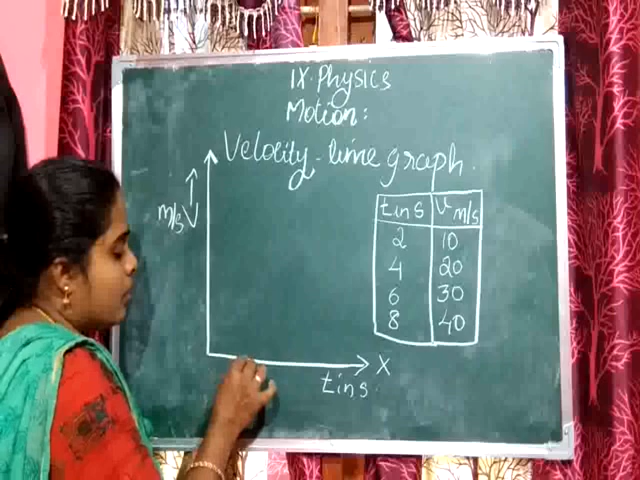 IX. Physics
Motion:
Velocity - time graph.
m/s V
t in s V m/s
2 10
4 20
6 30
8 40
X
t in s.